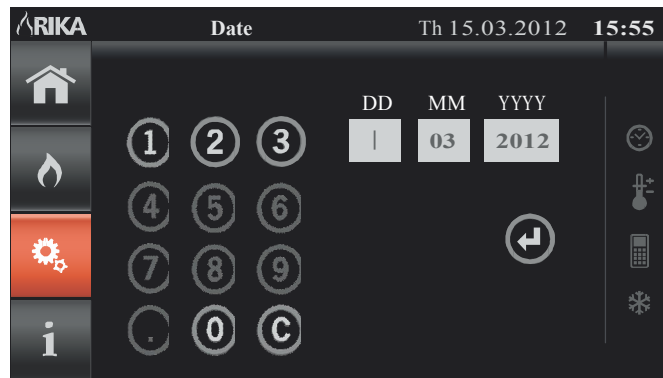 RIKA Date Th 15.03.2012 15:55
DD MM YYYY
03 2012
1 2 3
4 5 6
7 8 9
. 0 C
i